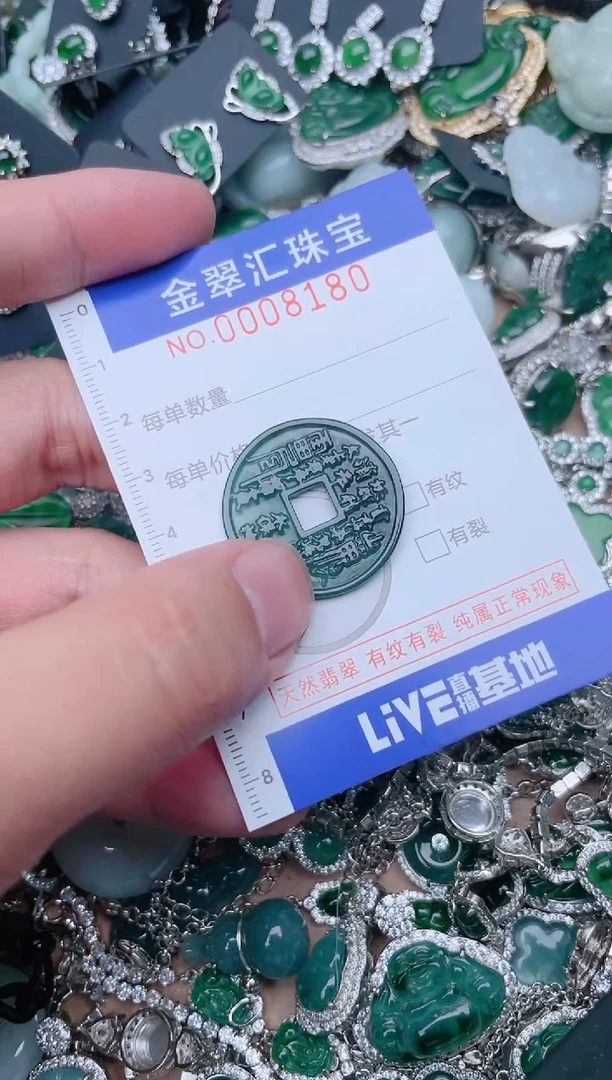 金翠汇珠宝
NO.0008180
0
1
2
每单数量
3
每单价格
其一
4
有纹
有裂
天然翡翠 有纹有裂 纯属正常现象
8
LiVE直播基地